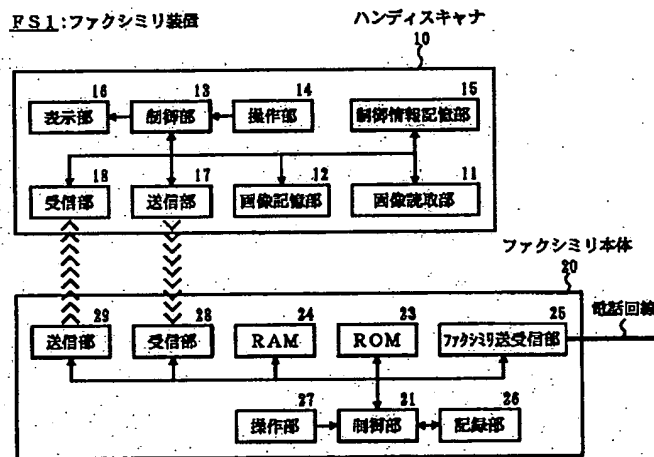 FS1:ファクシミリ装置
ハンディスキャナ
10
16 13 14 15
表示部 制御部 操作部 制御情報記憶部
18 17 12 11
受信部 送信部 画像記憶部 画像読取部
ファクシミリ本体
20
電話回線
29 28 24 23 25
送信部 受信部 RAM ROM ファクシミリ送受信部
27 21 26
操作部 制御部 記録部